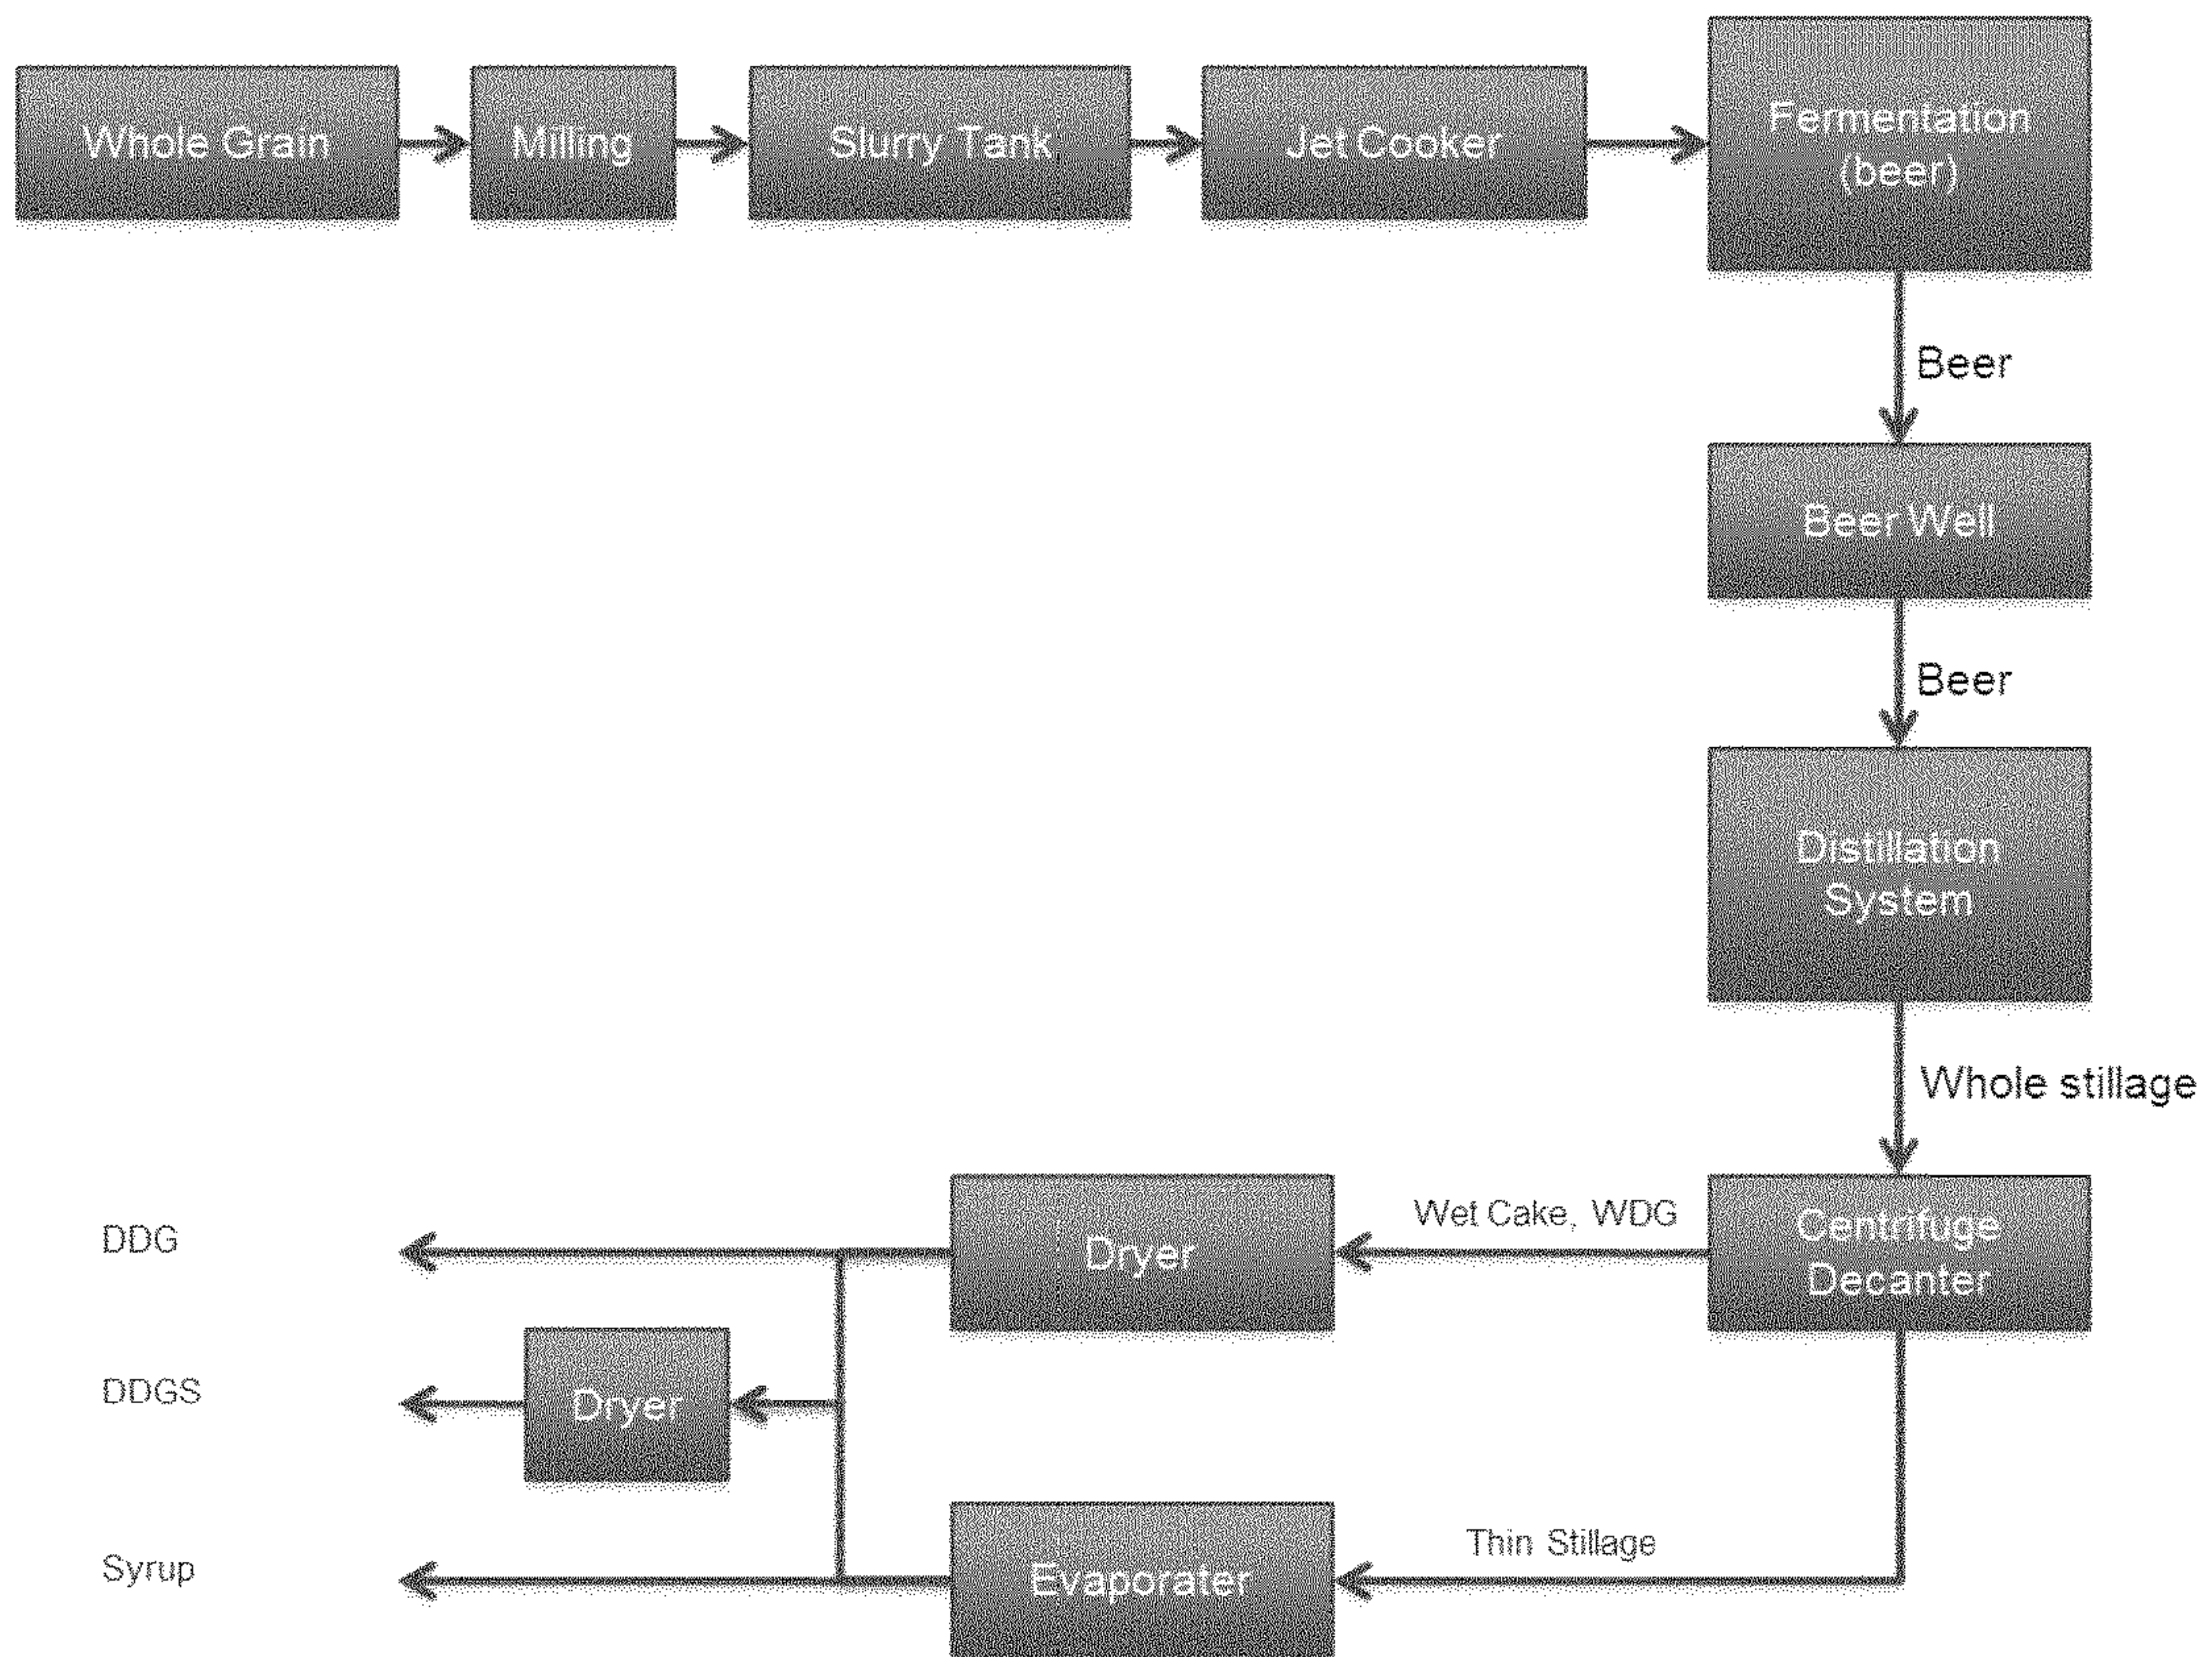 Whole Grain
Milling
Slurry Tank
Jet Cooker
Fermentation
(beer)
Beer
Beer Well
Beer
Distillation
System
Whole stillage
Centrifuge
Decanter
Wet Cake, WDG
Dryer
DDG
Dryer
DDGS
Thin Stillage
Evaporater
Syrup